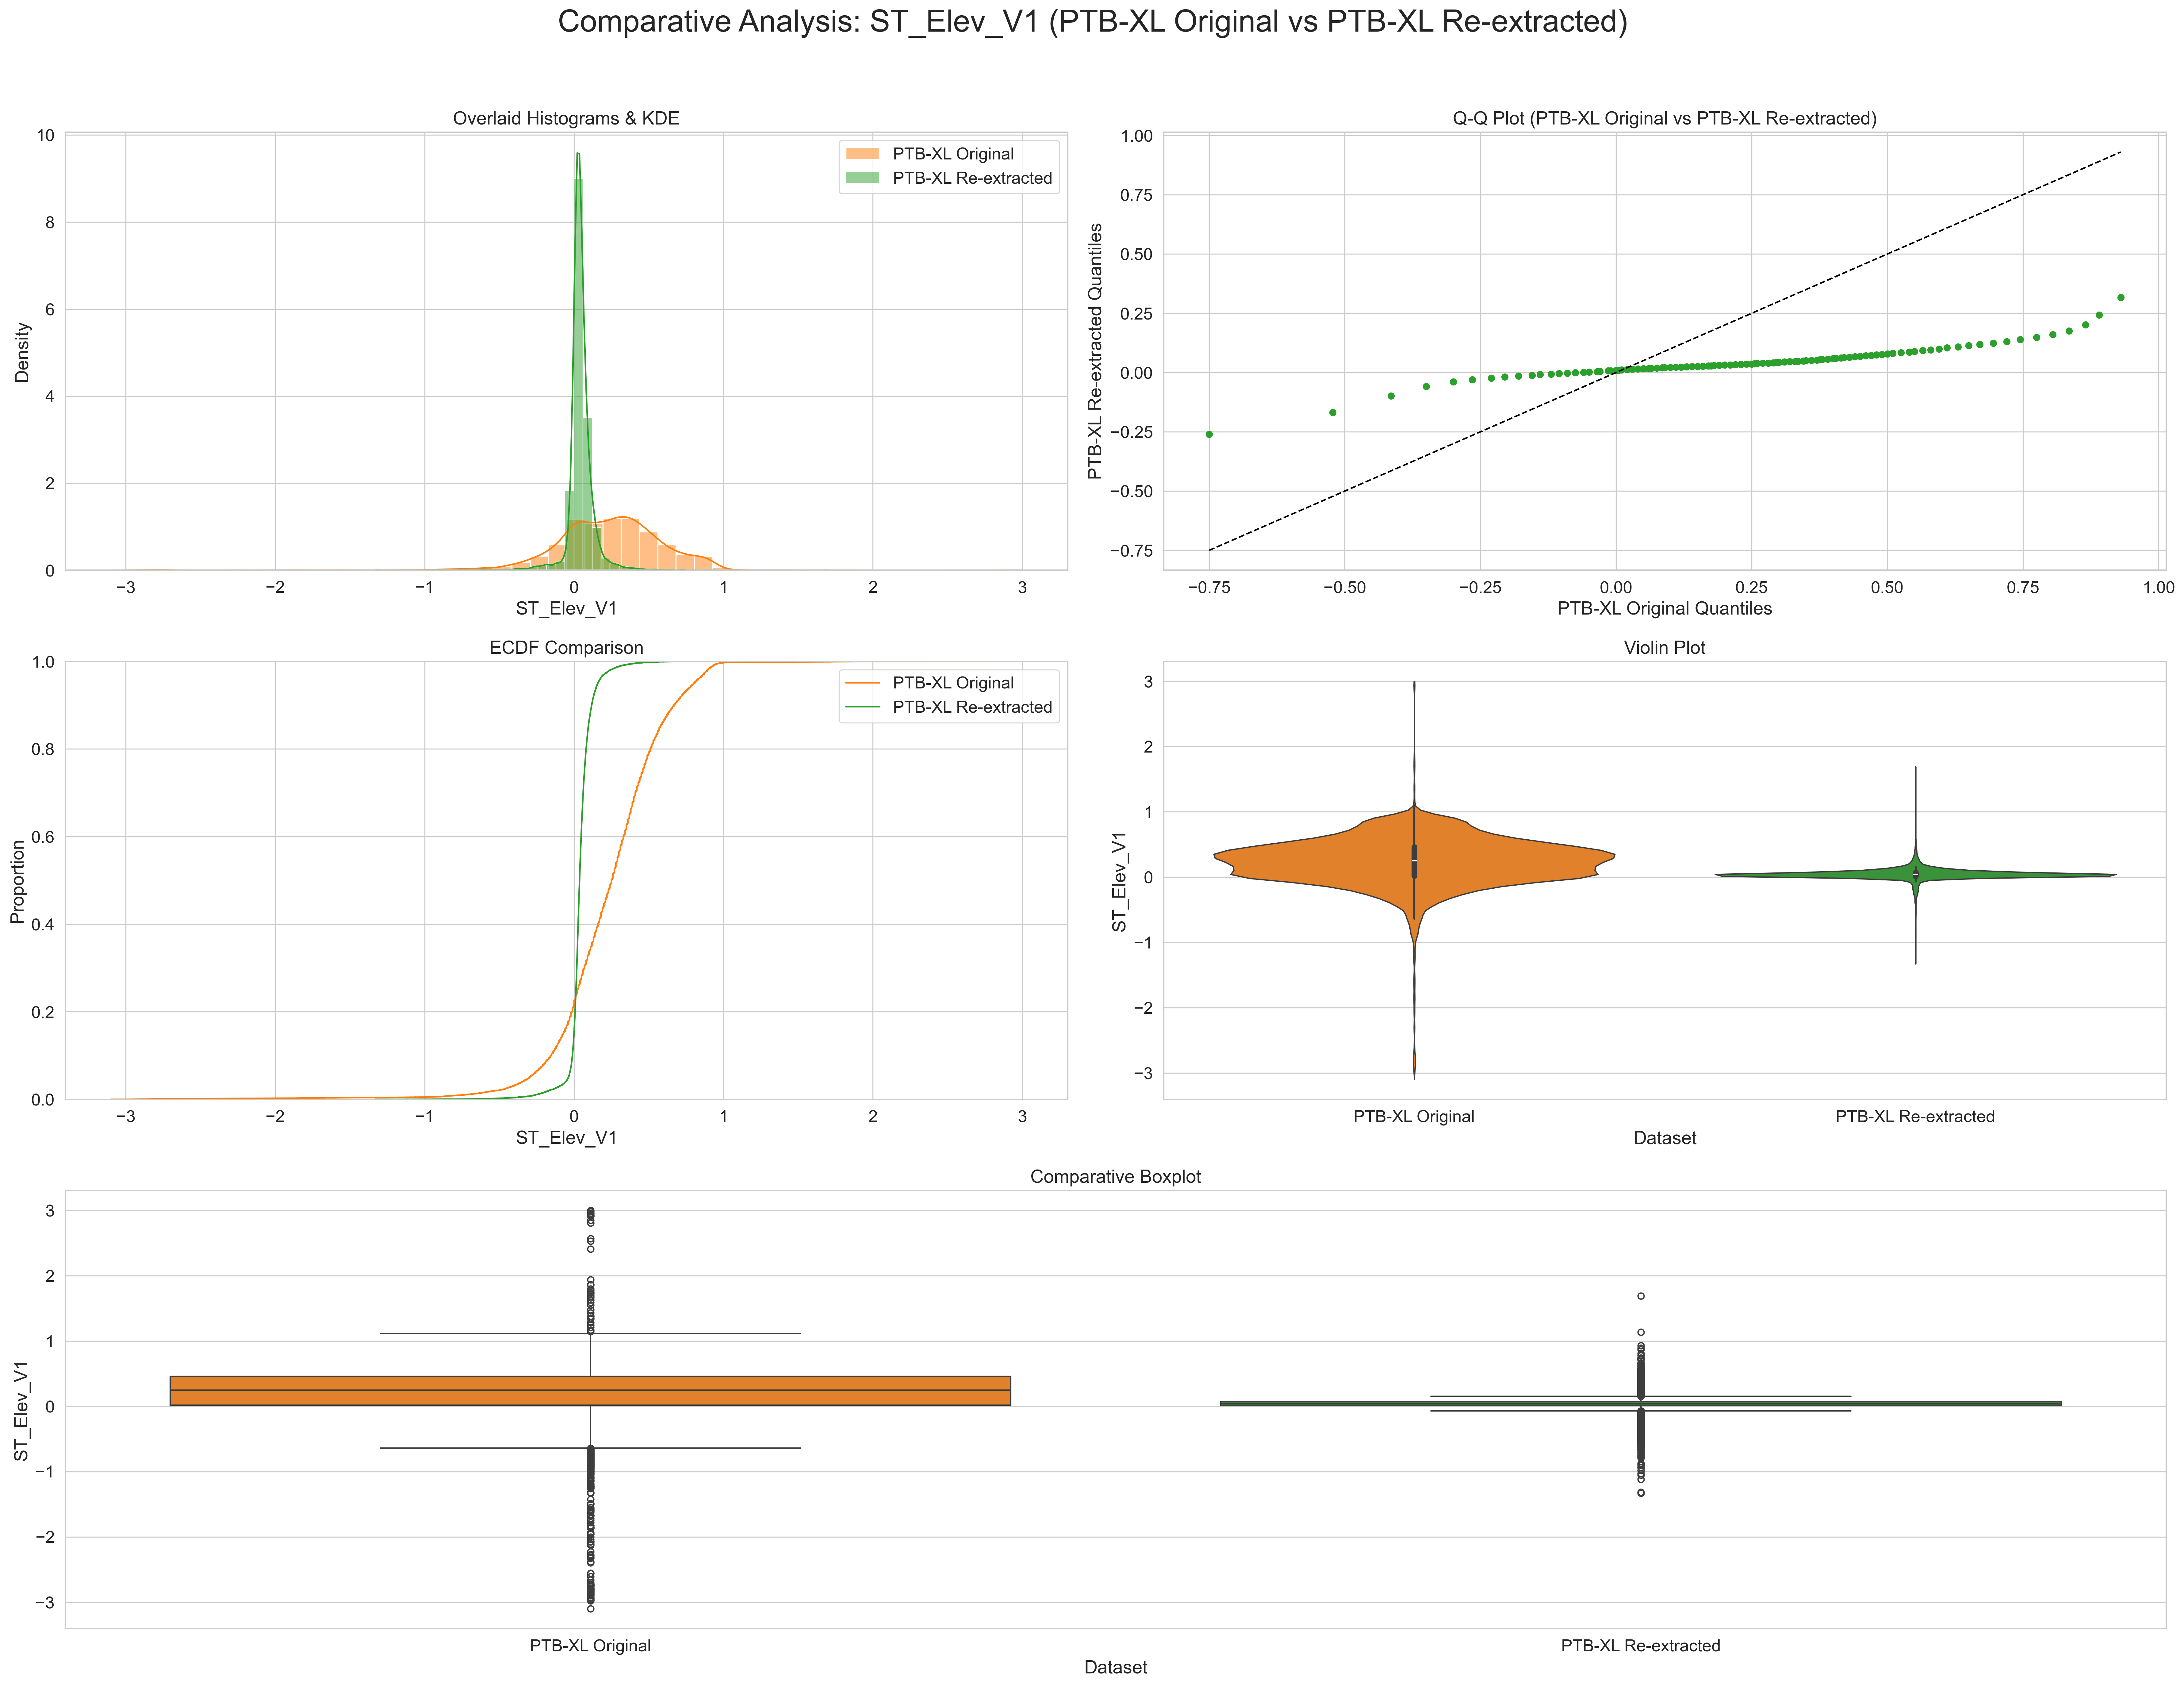 Comparative Analysis: ST_Elev_V1 (PTB-XL Original vs PTB-XL Re-extracted)
Overlaid Histograms & KDE
10
8
6
4
2
0
Density
−3 −2 −1 0 1 2 3
ST_Elev_V1
PTB-XL Original
PTB-XL Re-extracted
Q-Q Plot (PTB-XL Original vs PTB-XL Re-extracted)
1.00
0.75
0.50
0.25
0.00
−0.25
−0.50
−0.75
PTB-XL Re-extracted Quantiles
−0.75 −0.50 −0.25 0.00 0.25 0.50 0.75 1.00
PTB-XL Original Quantiles
ECDF Comparison
1.0
0.8
0.6
0.4
0.2
0.0
Proportion
−3 −2 −1 0 1 2 3
ST_Elev_V1
PTB-XL Original
PTB-XL Re-extracted
Violin Plot
3
2
1
0
−1
−2
−3
ST_Elev_V1
PTB-XL Original PTB-XL Re-extracted
Dataset
Comparative Boxplot
3
2
1
0
−1
−2
−3
ST_Elev_V1
PTB-XL Original PTB-XL Re-extracted
Dataset